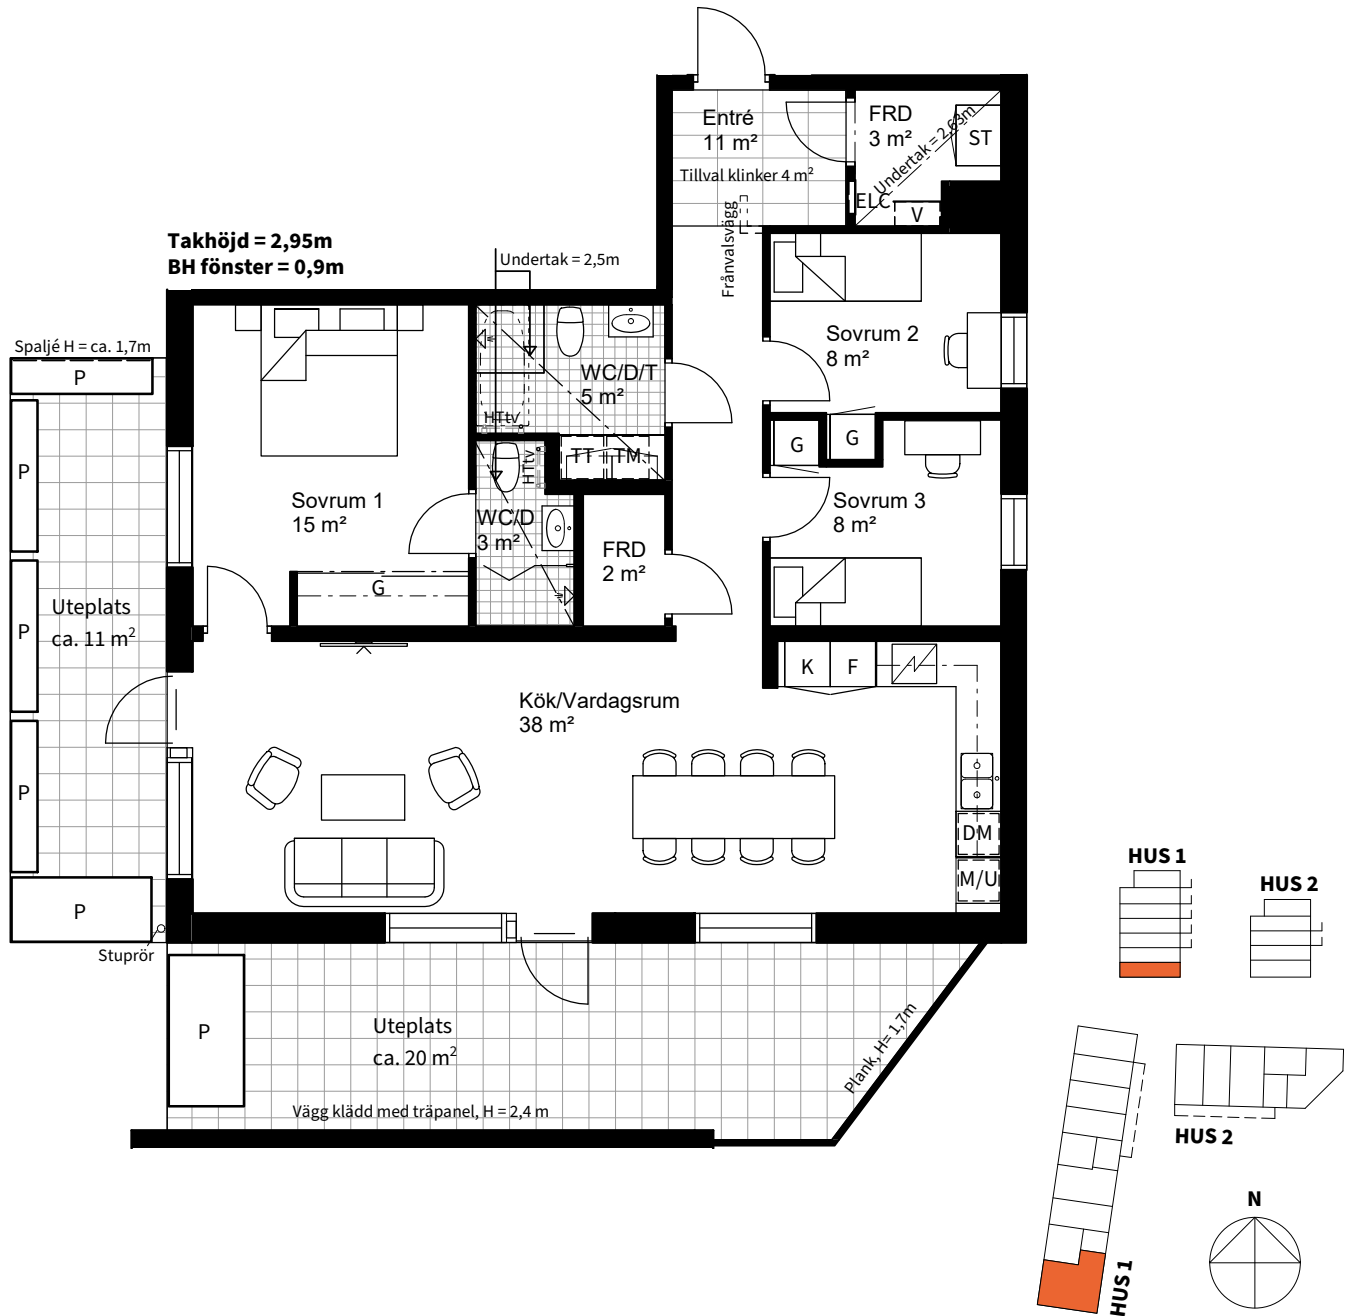 Entré
11 m²
Tillval klinker 4 m²
FRD
3 m²
Undertak = 2,63m
ST
ELC
V
Frånvalsvägg
Takhöjd = 2,95m
BH fönster = 0,9m
Undertak = 2,5m
Sovrum 2
8 m²
Spaljé H = ca. 1,7m
P
P
P
P
P
Uteplats
ca. 11 m²
WC/D/T
5 m²
HTtv
TT
TM
G
G
Sovrum 1
15 m²
G
HTtv
WC/D
3 m²
FRD
2 m²
Sovrum 3
8 m²
Kök/Vardagsrum
38 m²
K
F
DM
M/U
Stuprör
P
Uteplats
ca. 20 m²
Plank, H= 1,7m
Vägg klädd med träpanel, H = 2,4 m
HUS 1
HUS 2
HUS 2
HUS 1
N